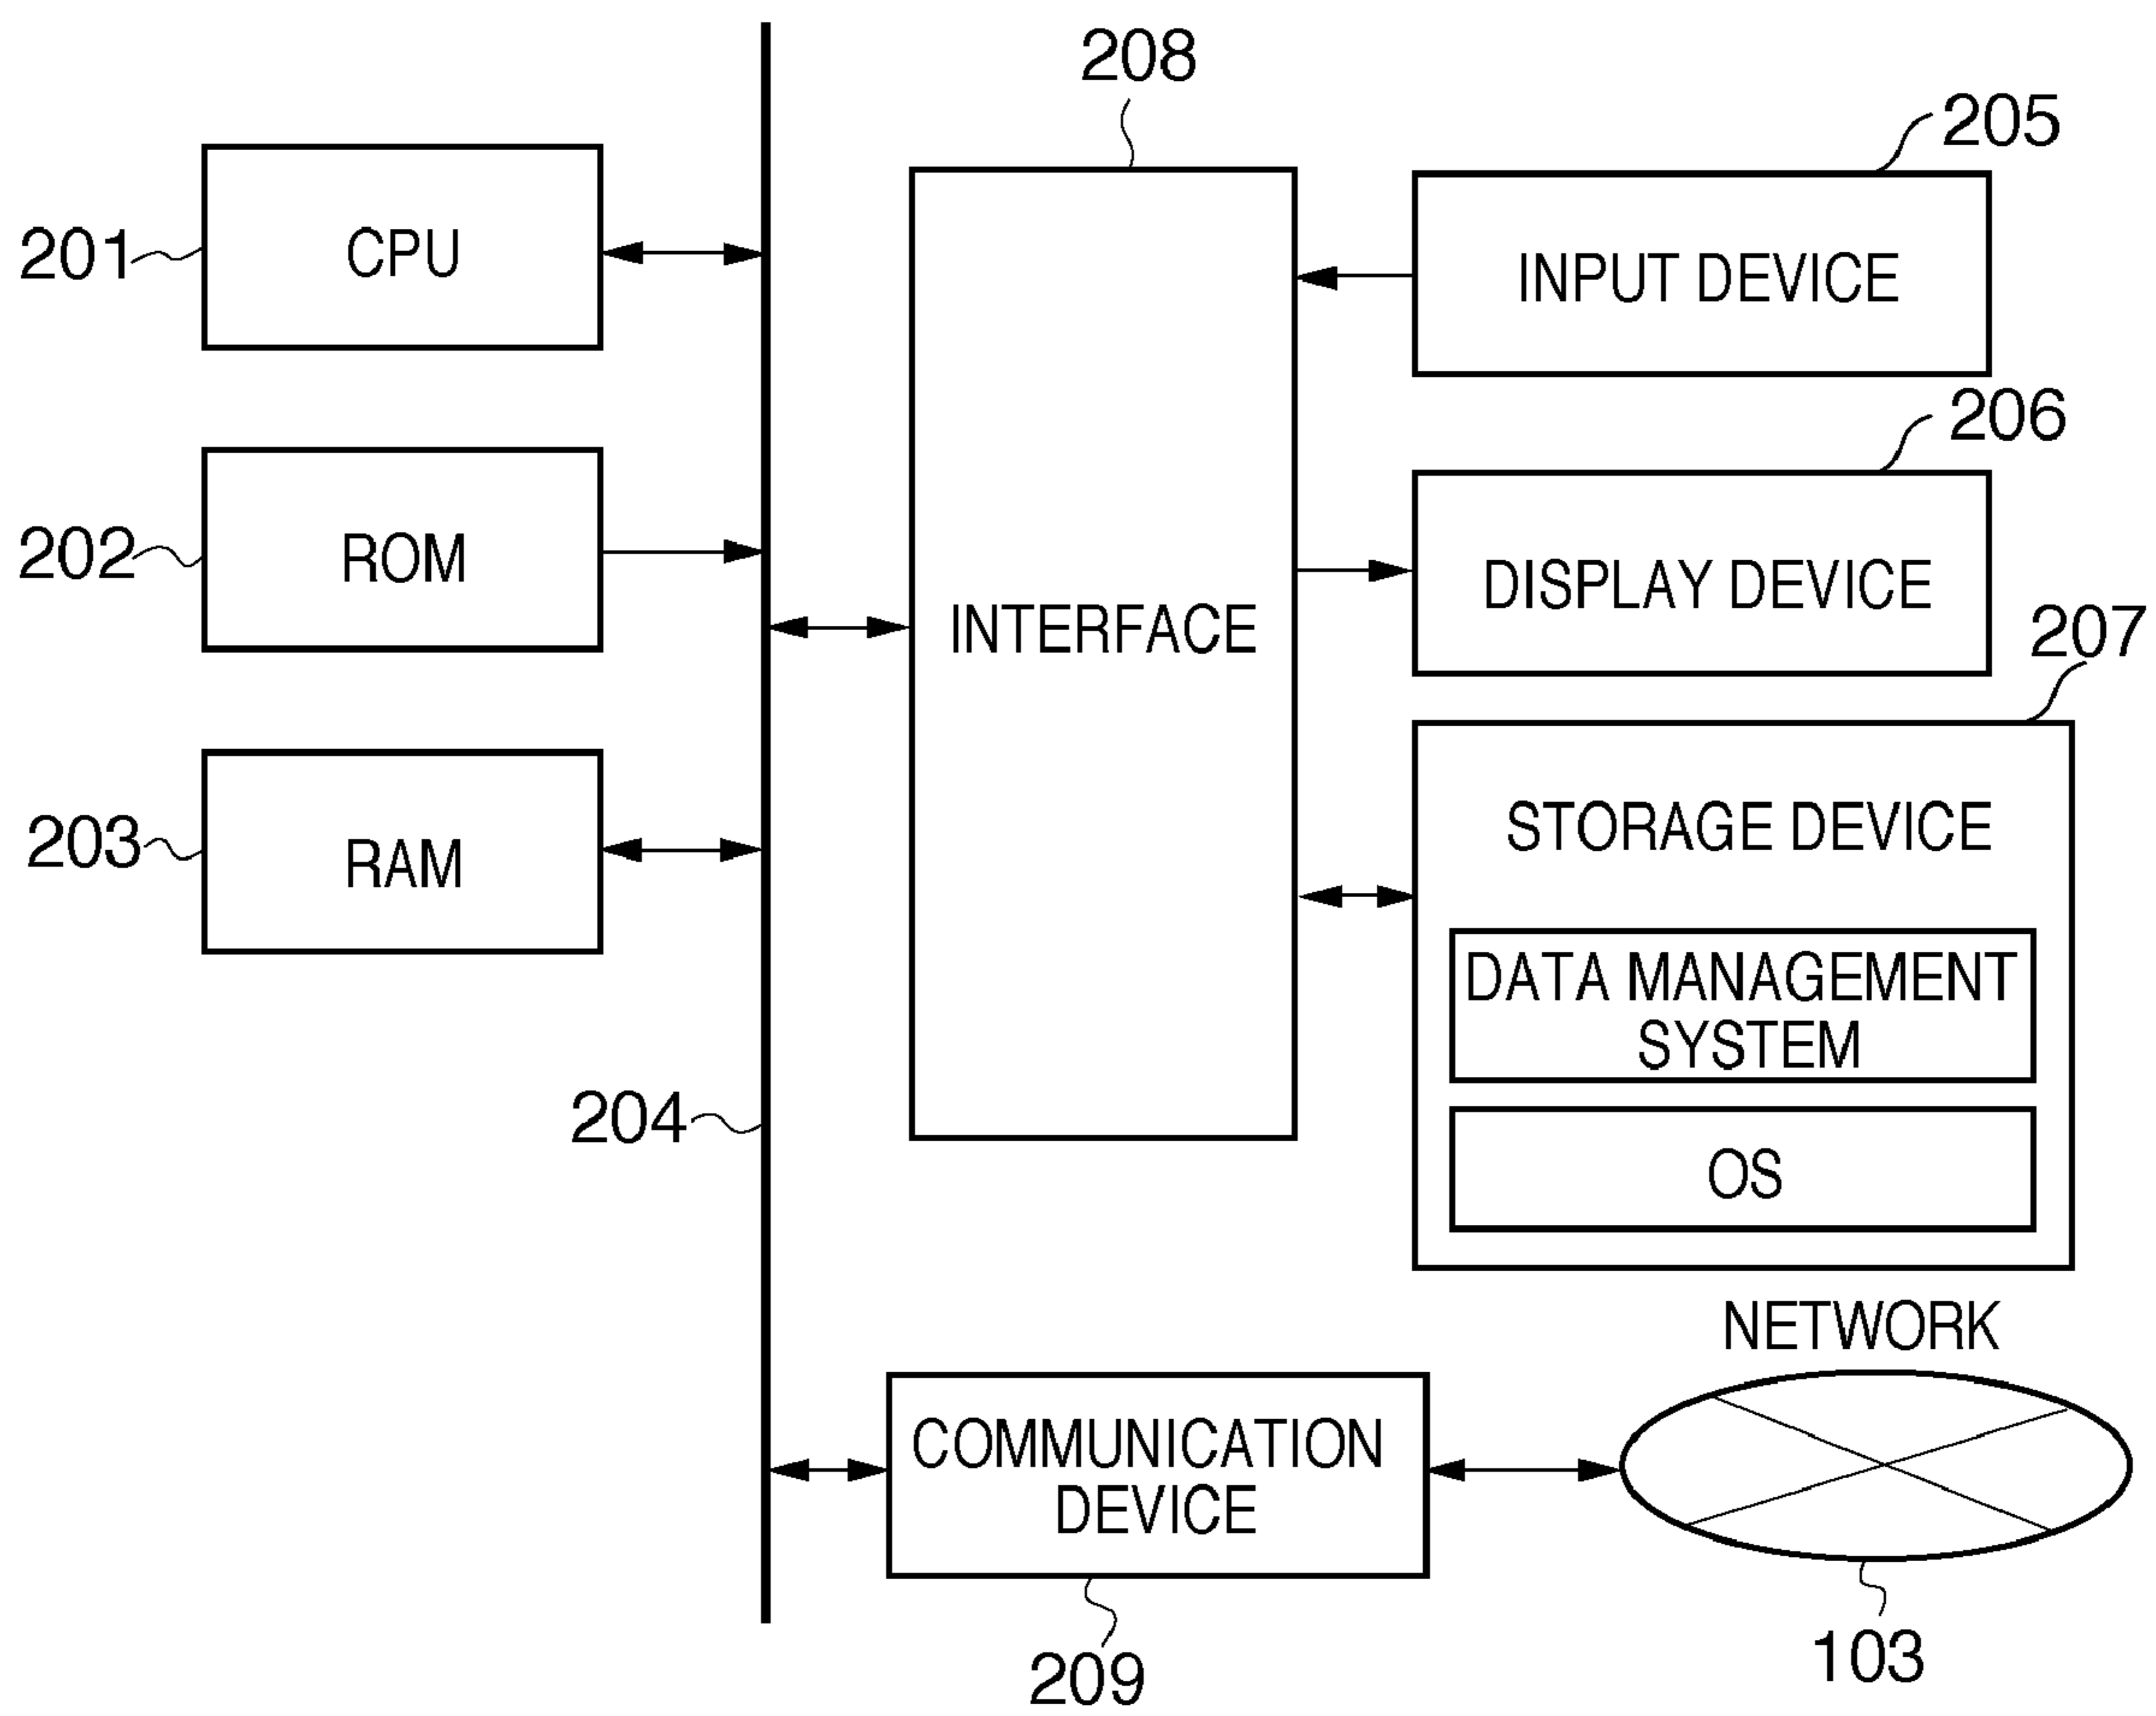 208
205
201
CPU
INPUT DEVICE
206
202
ROM
DISPLAY DEVICE
INTERFACE
207
203
RAM
STORAGE DEVICE
DATA MANAGEMENT
SYSTEM
204
OS
NETWORK
COMMUNICATION
DEVICE
209
103